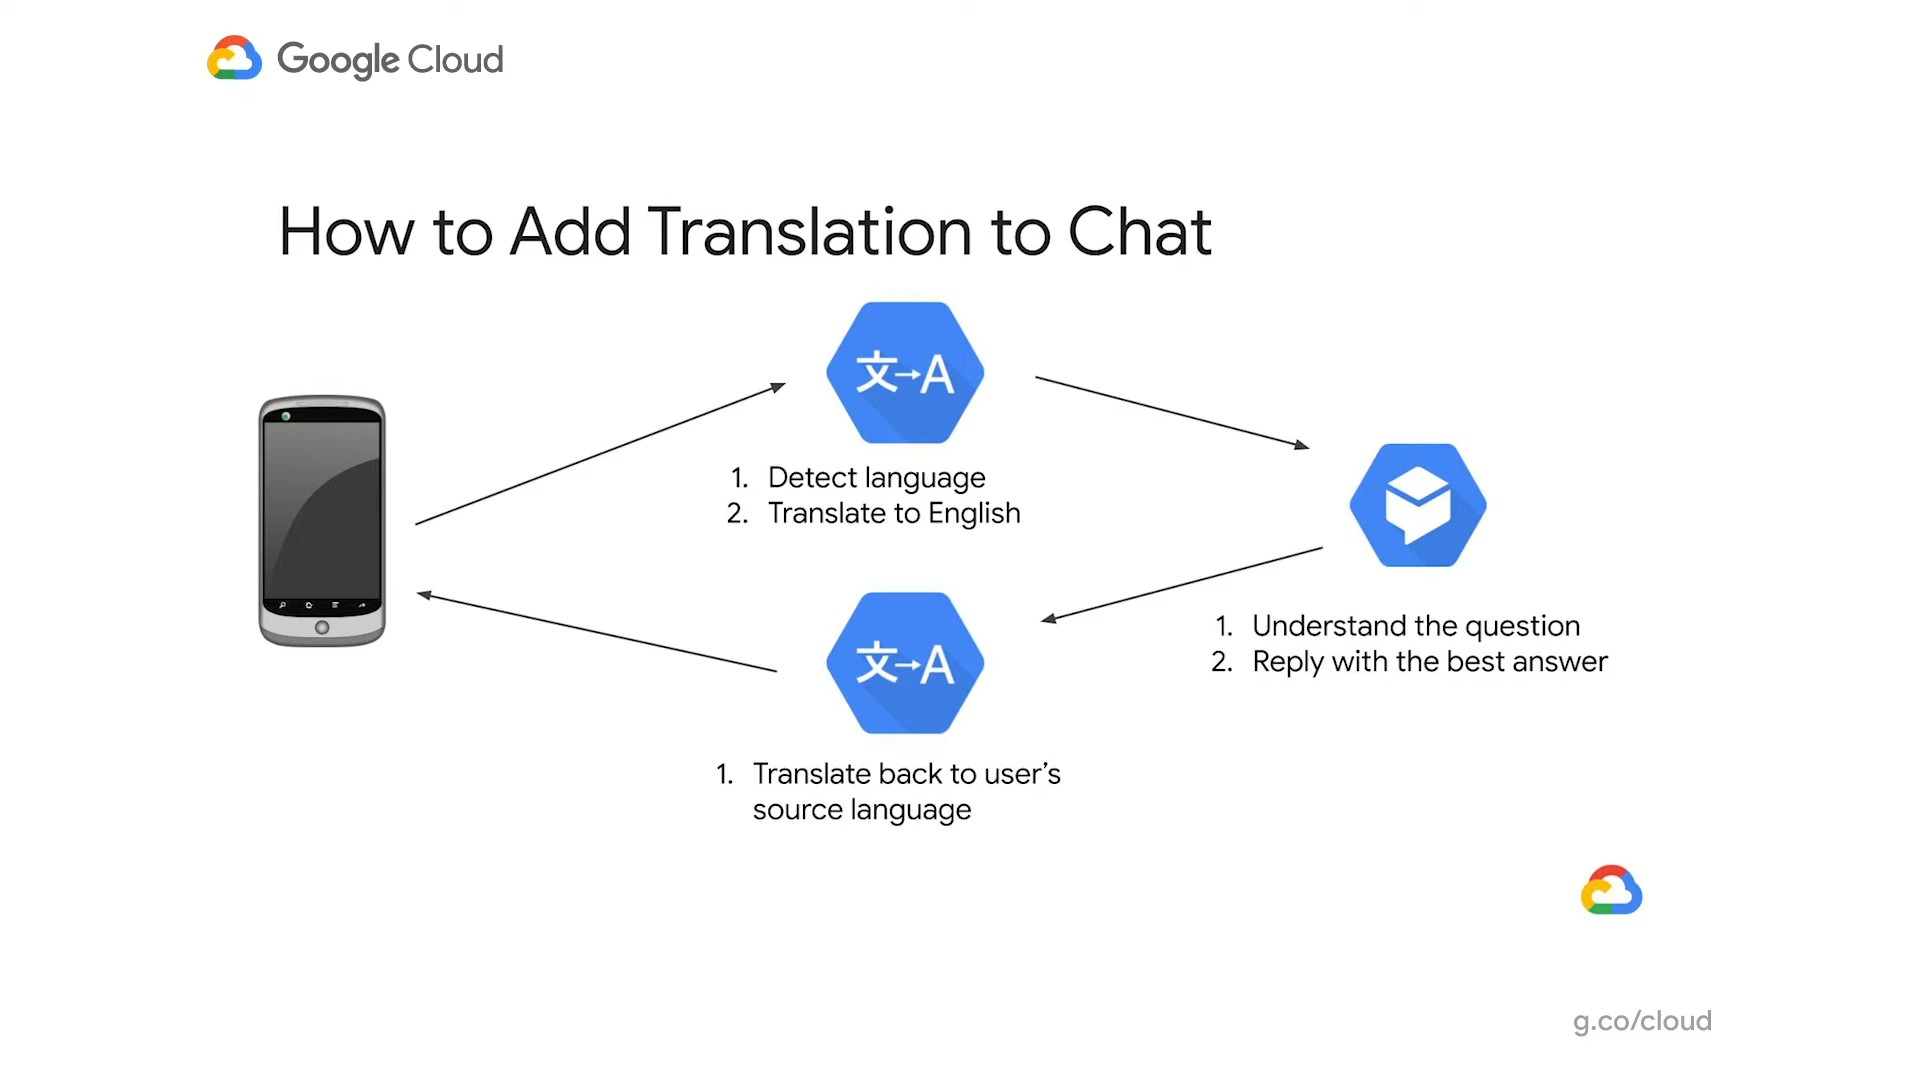 Google Cloud
How to Add Translation to Chat
文→A
1. Detect language
2. Translate to English
1. Understand the question
2. Reply with the best answer
文→A
1. Translate back to user’s
source language
g.co/cloud